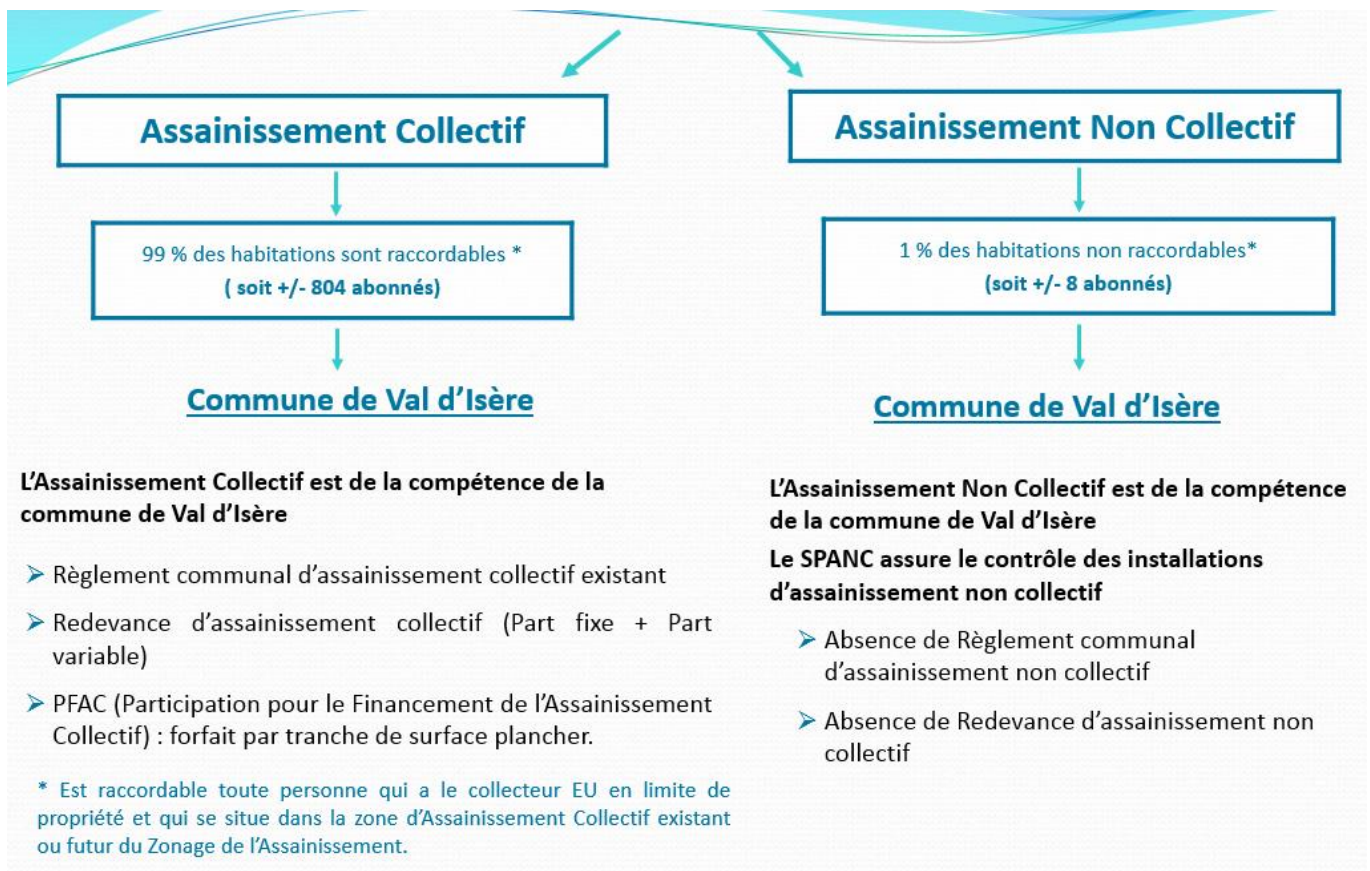 Assainissement Collectif
99 % des habitations sont raccordables *
( soit +/- 804 abonnés)
Commune de Val d’Isère
L’Assainissement Collectif est de la compétence de la
commune de Val d’Isère
➢ Règlement communal d’assainissement collectif existant
➢ Redevance d’assainissement collectif (Part fixe + Part
variable)
➢ PFAC (Participation pour le Financement de l’Assainissement
Collectif) : forfait par tranche de surface plancher.
* Est raccordable toute personne qui a le collecteur EU en limite de
propriété et qui se situe dans la zone d’Assainissement Collectif existant
ou futur du Zonage de l’Assainissement.
Assainissement Non Collectif
1 % des habitations non raccordables*
(soit +/- 8 abonnés)
Commune de Val d’Isère
L’Assainissement Non Collectif est de la compétence
de la commune de Val d’Isère
Le SPANC assure le contrôle des installations
d’assainissement non collectif
➢ Absence de Règlement communal
d’assainissement non collectif
➢ Absence de Redevance d’assainissement non
collectif